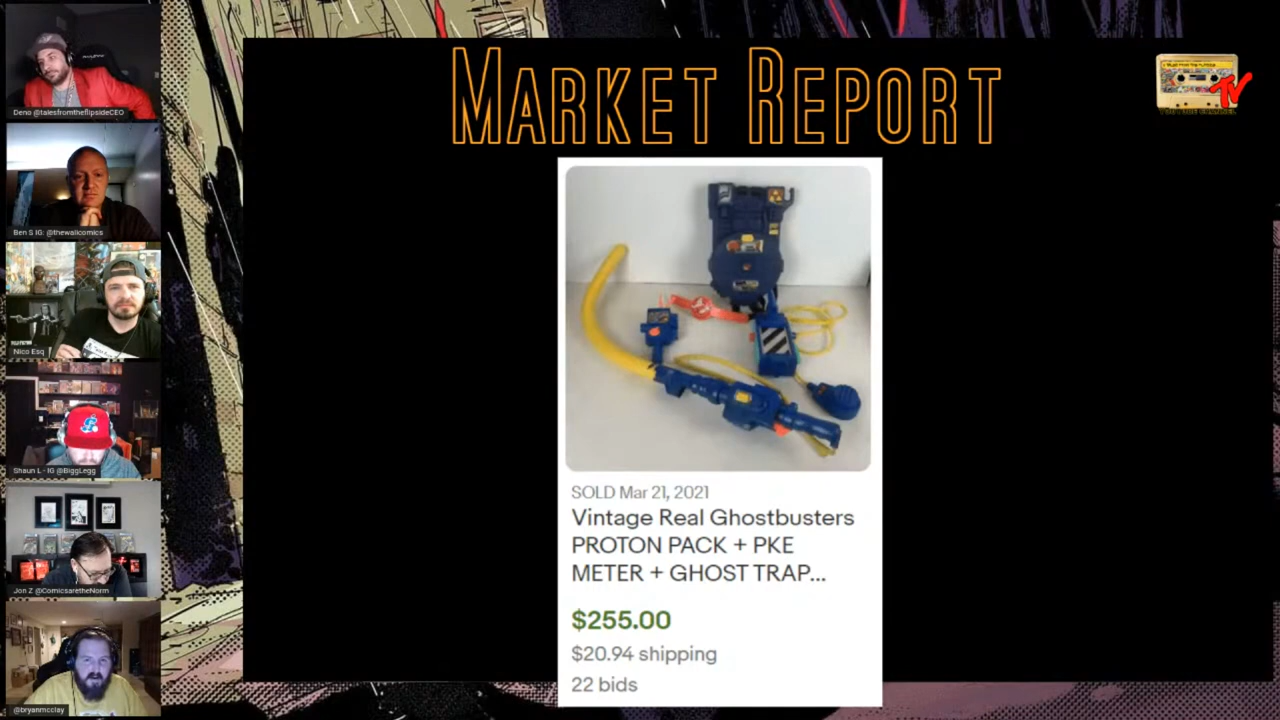 MARKET REPORT
TV
Deno @talesfromtheflipsideCEO
Ben S IG: @thewallcomics
Nico Esq
Shaun L - IG @BiggLegg
Jon Z @ComicsaretheNorm
@bryanmcclay
SOLD Mar 21, 2021
Vintage Real Ghostbusters
PROTON PACK + PKE
METER + GHOST TRAP...
$255.00
$20.94 shipping
22 bids